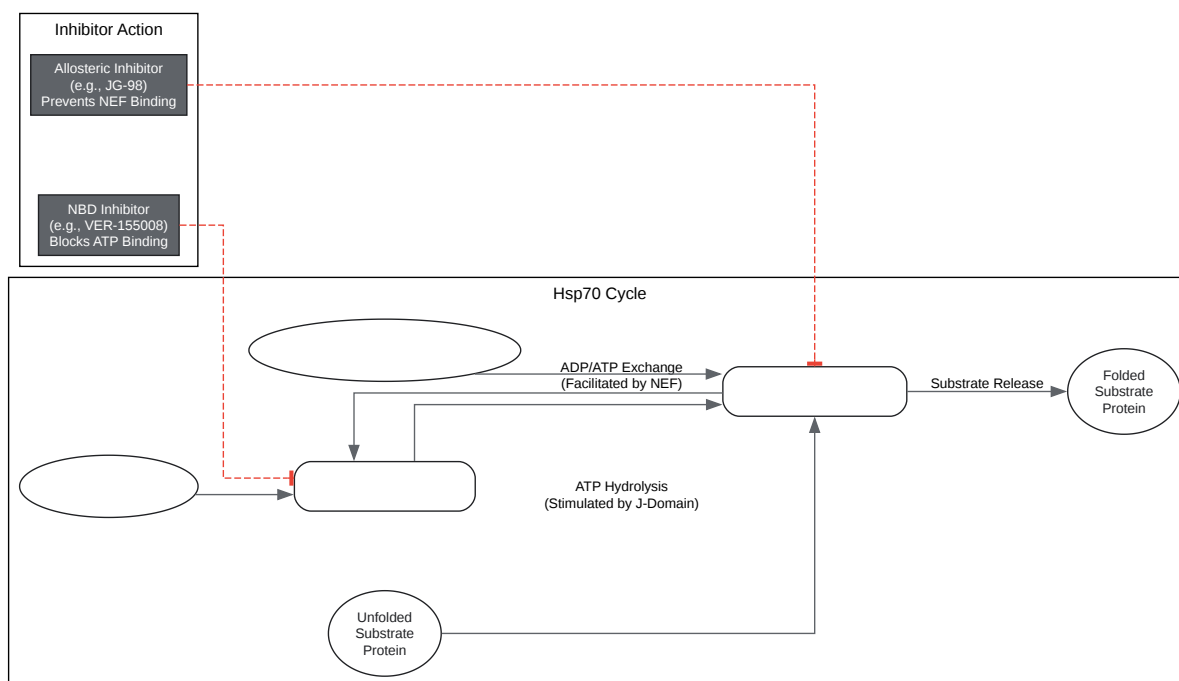 Inhibitor Action
Allosteric Inhibitor
(e.g., JG-98)
Prevents NEF Binding
NBD Inhibitor
(e.g., VER-155008)
Blocks ATP Binding
Hsp70 Cycle
ADP/ATP Exchange
(Facilitated by NEF)
Substrate Release
Folded
Substrate
Protein
ATP Hydrolysis
(Stimulated by J-Domain)
Unfolded
Substrate
Protein